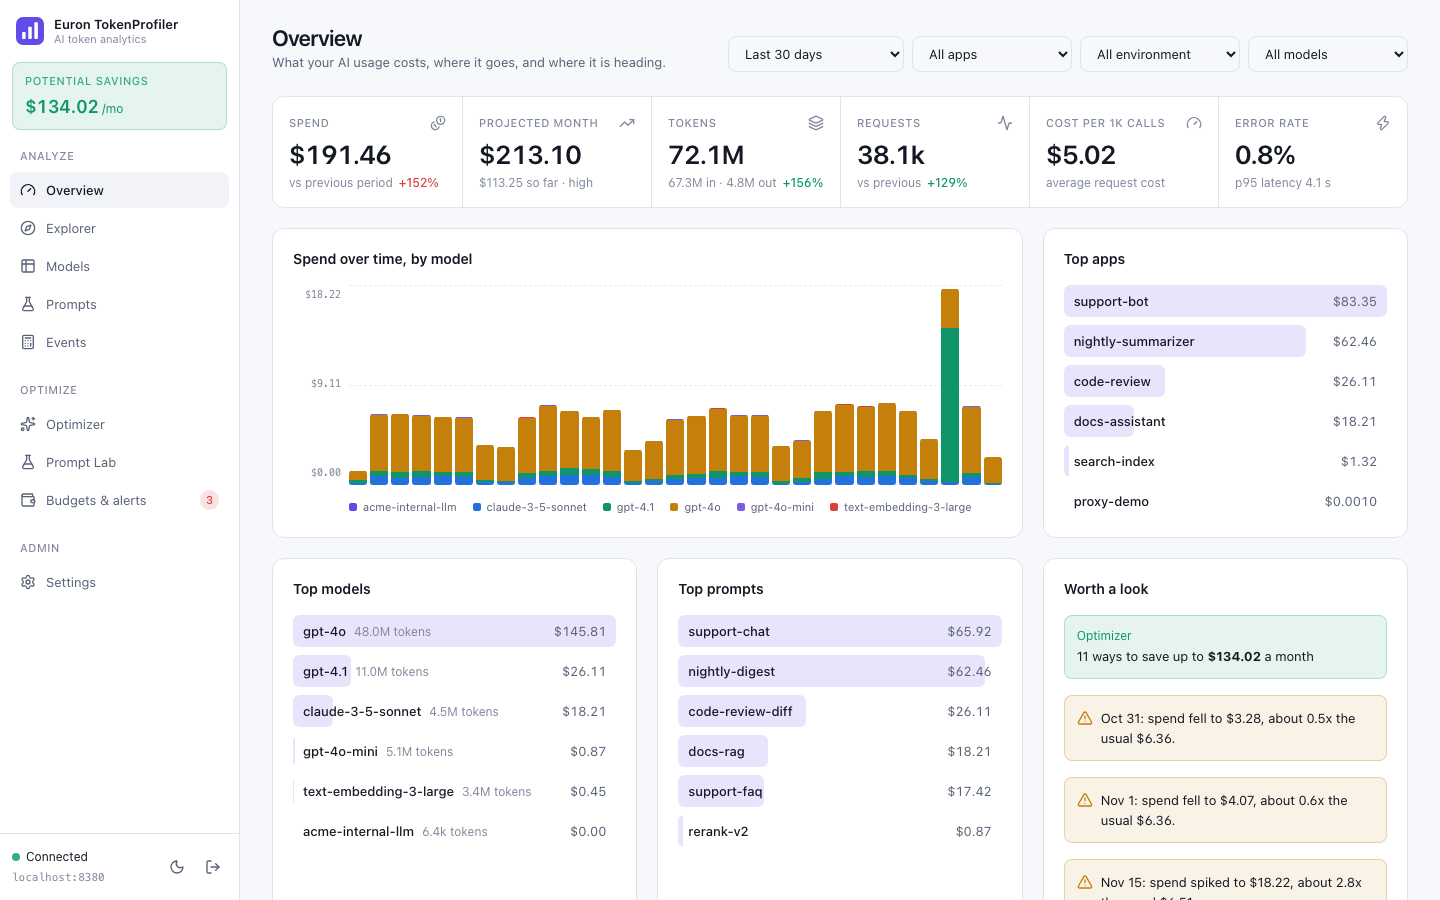 Euron TokenProfiler
AI token analytics
POTENTIAL SAVINGS
$134.02 /mo
ANALYZE
Overview
Explorer
Models
Prompts
Events
OPTIMIZE
Optimizer
Prompt Lab
Budgets & alerts 3
ADMIN
Settings
Connected
localhost:8380
Overview
What your AI usage costs, where it goes, and where it is heading.
Last 30 days
All apps
All environment
All models
SPEND
$191.46
vs previous period +152%
PROJECTED MONTH
$213.10
$113.25 so far · high
TOKENS
72.1M
67.3M in · 4.8M out +156%
REQUESTS
38.1k
vs previous +129%
COST PER 1K CALLS
$5.02
average request cost
ERROR RATE
0.8%
p95 latency 4.1 s
Spend over time, by model
$18.22
$9.11
$0.00
acme-internal-llm claude-3-5-sonnet gpt-4.1 gpt-4o gpt-4o-mini text-embedding-3-large
Top apps
support-bot $83.35
nightly-summarizer $62.46
code-review $26.11
docs-assistant $18.21
search-index $1.32
proxy-demo $0.0010
Top models
gpt-4o 48.0M tokens $145.81
gpt-4.1 11.0M tokens $26.11
claude-3-5-sonnet 4.5M tokens $18.21
gpt-4o-mini 5.1M tokens $0.87
text-embedding-3-large 3.4M tokens $0.45
acme-internal-llm 6.4k tokens $0.00
Top prompts
support-chat $65.92
nightly-digest $62.46
code-review-diff $26.11
docs-rag $18.21
support-faq $17.42
rerank-v2 $0.87
Worth a look
Optimizer
11 ways to save up to $134.02 a month
Oct 31: spend fell to $3.28, about 0.5x the
usual $6.36.
Nov 1: spend fell to $4.07, about 0.6x the
usual $6.36.
Nov 15: spend spiked to $18.22, about 2.8x